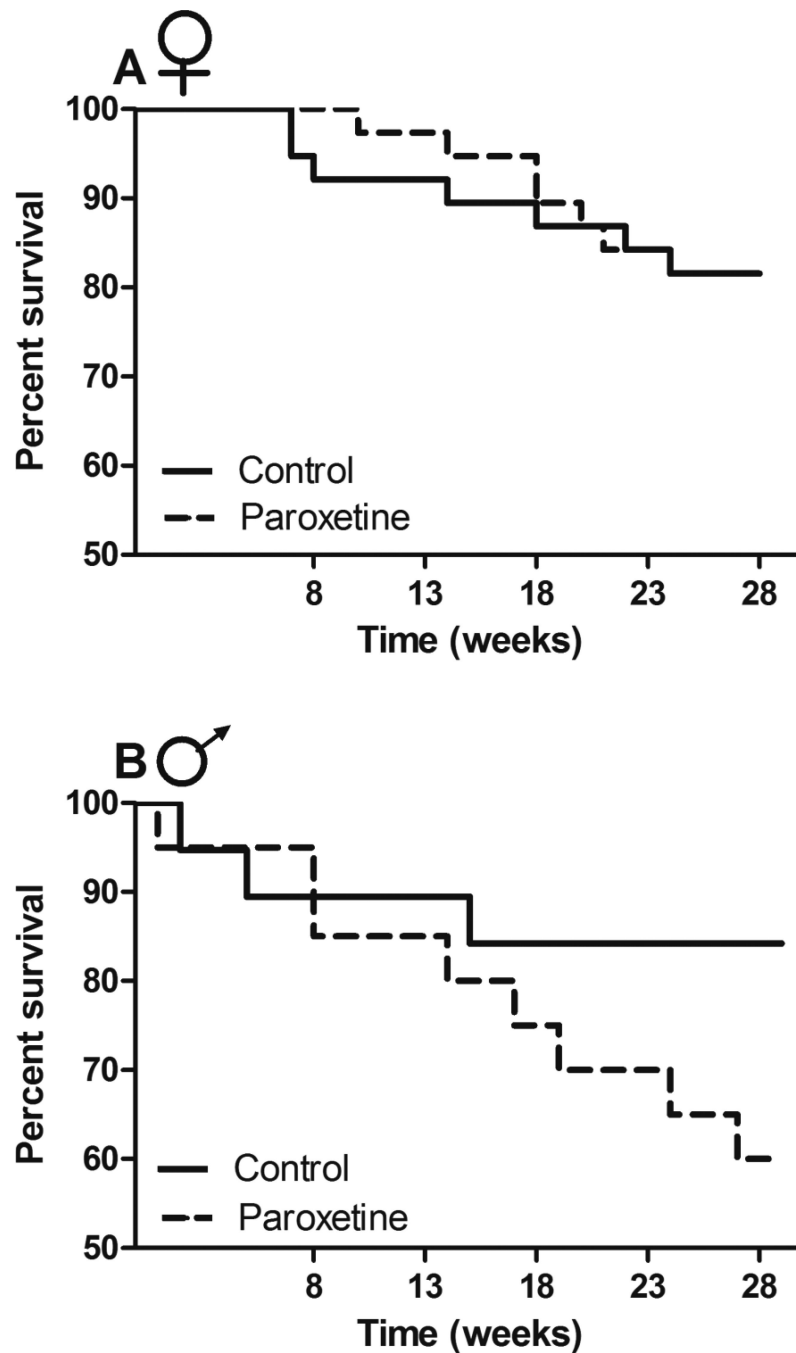 A ♀
100
90
80
70
60
50
Percent survival
Control
Paroxetine
8 13 18 23 28
Time (weeks)
B ♂
100
90
80
70
60
50
Percent survival
Control
Paroxetine
8 13 18 23 28
Time (weeks)